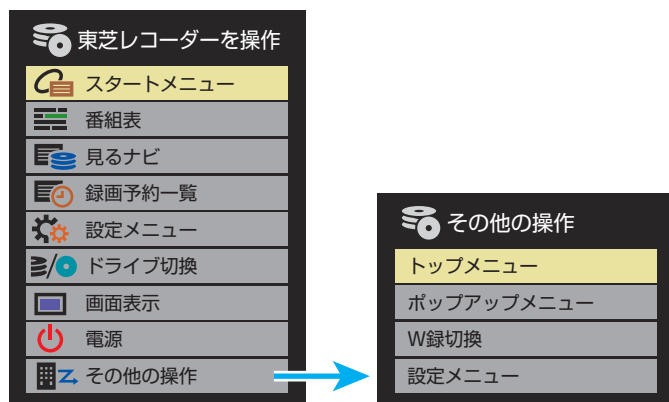 東芝レコーダーを操作
スタートメニュー
番組表
見るナビ
録画予約一覧
設定メニュー
ドライブ切換
画面表示
電源
その他の操作
その他の操作
トップメニュー
ポップアップメニュー
W録切換
設定メニュー